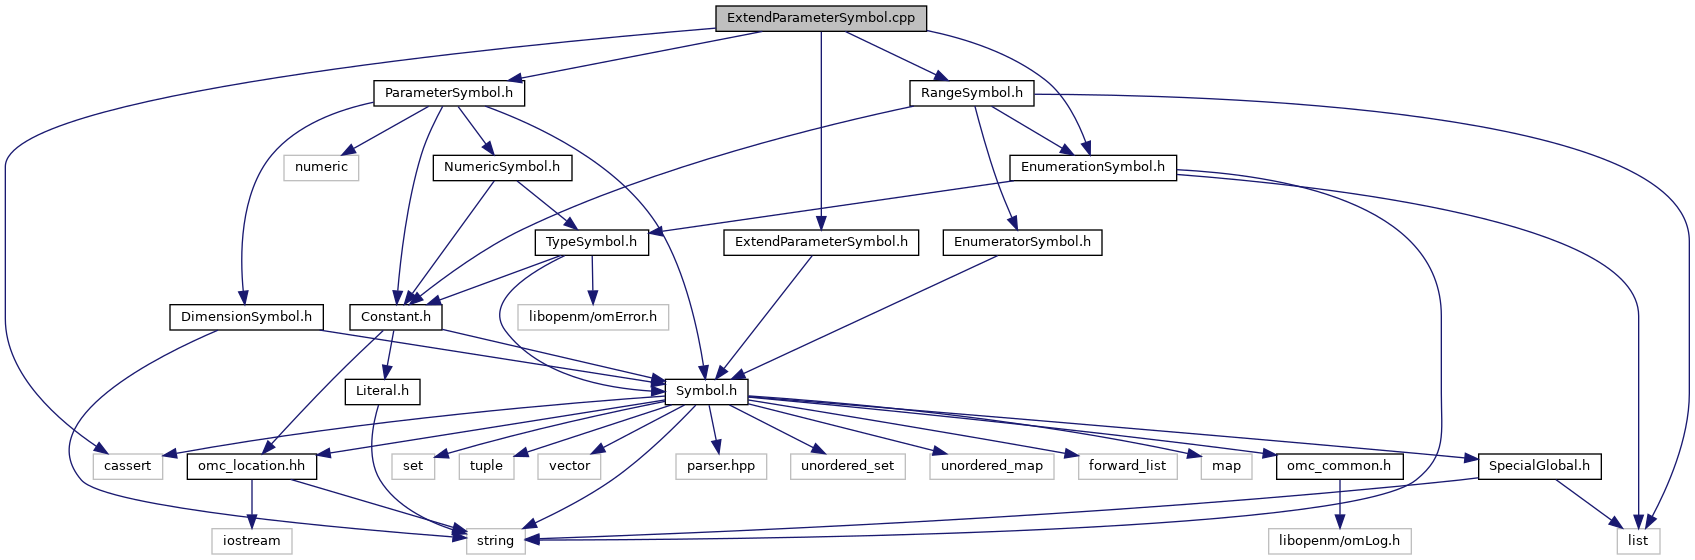 ExtendParameterSymbol.cpp
ParameterSymbol.h
RangeSymbol.h
numeric
NumericSymbol.h
EnumerationSymbol.h
TypeSymbol.h
ExtendParameterSymbol.h
EnumeratorSymbol.h
DimensionSymbol.h
Constant.h
libopenm/omError.h
Literal.h
Symbol.h
cassert
omc_location.hh
set
tuple
vector
parser.hpp
unordered_set
unordered_map
forward_list
map
omc_common.h
SpecialGlobal.h
iostream
string
libopenm/omLog.h
list